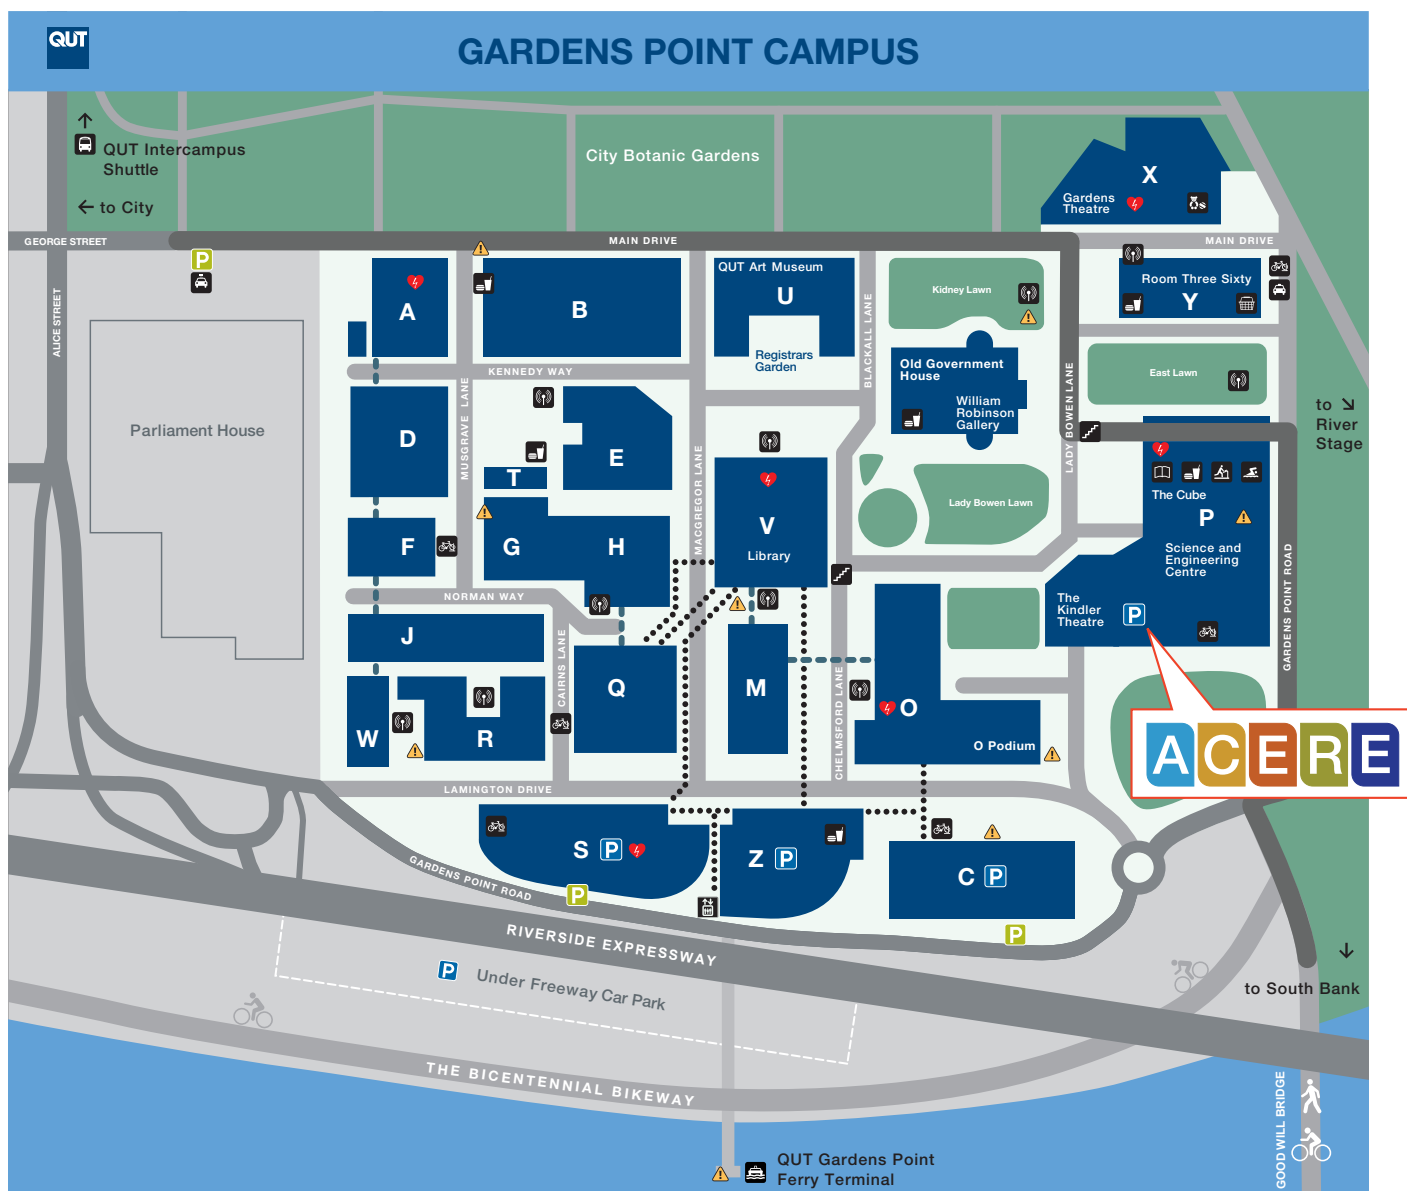 QUT
GARDENS POINT CAMPUS
QUT Intercampus
Shuttle
to City
City Botanic Gardens
X
Gardens
Theatre
s
GEORGE STREET
MAIN DRIVE
MAIN DRIVE
P
ALICE STREET
A
B
QUT Art Museum
U
Registrars
Garden
BLACKALL LANE
Kidney Lawn
Room Three Sixty
Y
KENNEDY WAY
Old Government
House
William
Robinson
Gallery
LADY BOWEN LANE
East Lawn
to
River
Stage
Parliament House
D
MUSGRAVE LANE
T
E
MACGREGOR LANE
V
Library
Lady Bowen Lawn
The Cube
P
Science and
Engineering
Centre
F
G
H
NORMAN WAY
The
Kindler
Theatre
P
GARDENS POINT ROAD
J
CAIRNS LANE
Q
M
CHELMSFORD LANE
O
O Podium
W
R
ACERE
LAMINGTON DRIVE
S
P
Z
P
C
P
GARDENS POINT ROAD
P
P
RIVERSIDE EXPRESSWAY
P
Under Freeway Car Park
to South Bank
THE BICENTENNIAL BIKEWAY
GOOD WILL BRIDGE
QUT Gardens Point
Ferry Terminal